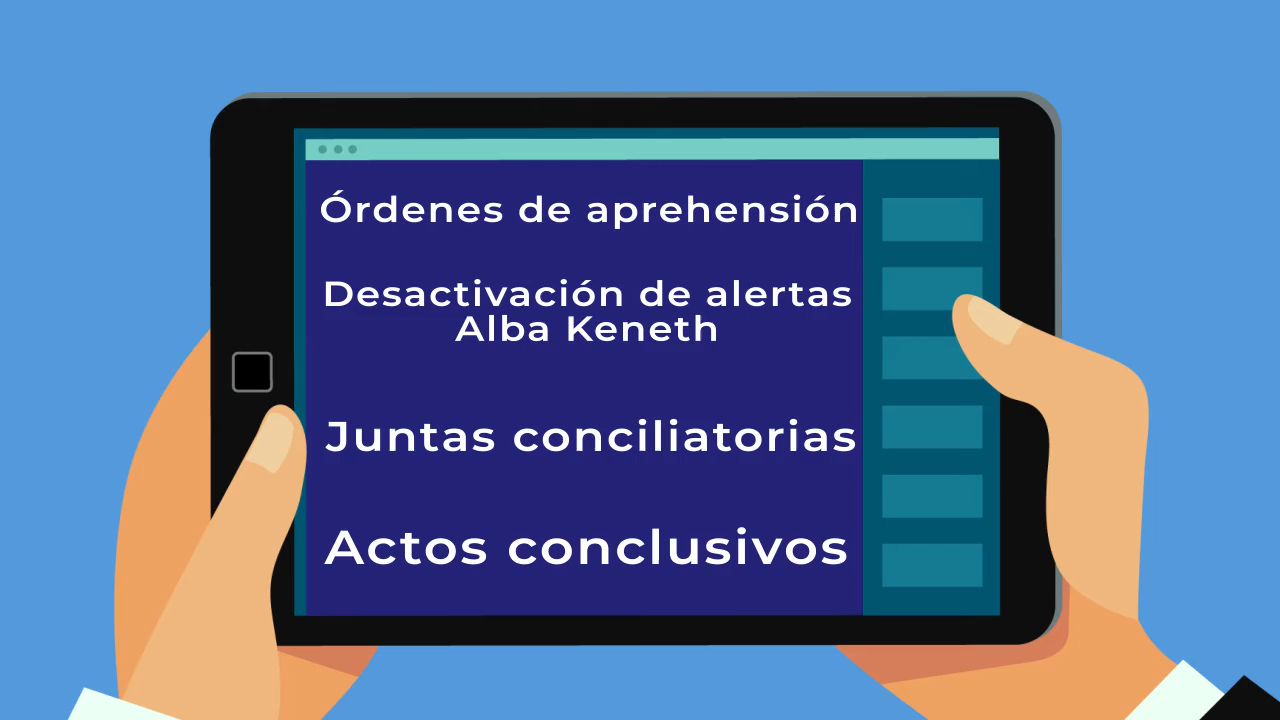 Órdenes de aprehensión
Desactivación de alertas
Alba Keneth
Juntas conciliatorias
Actos conclusivos